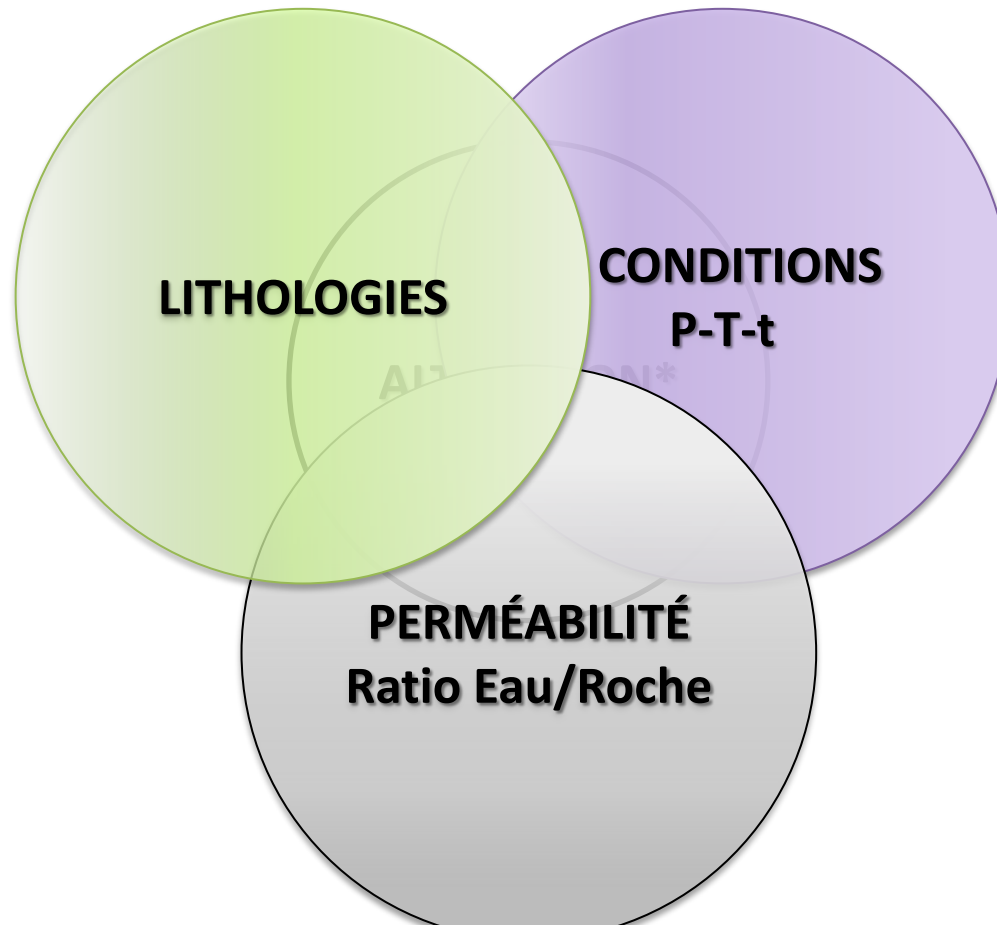 LITHOLOGIES
CONDITIONS
P-T-t
PERMÉABILITÉ
Ratio Eau/Roche